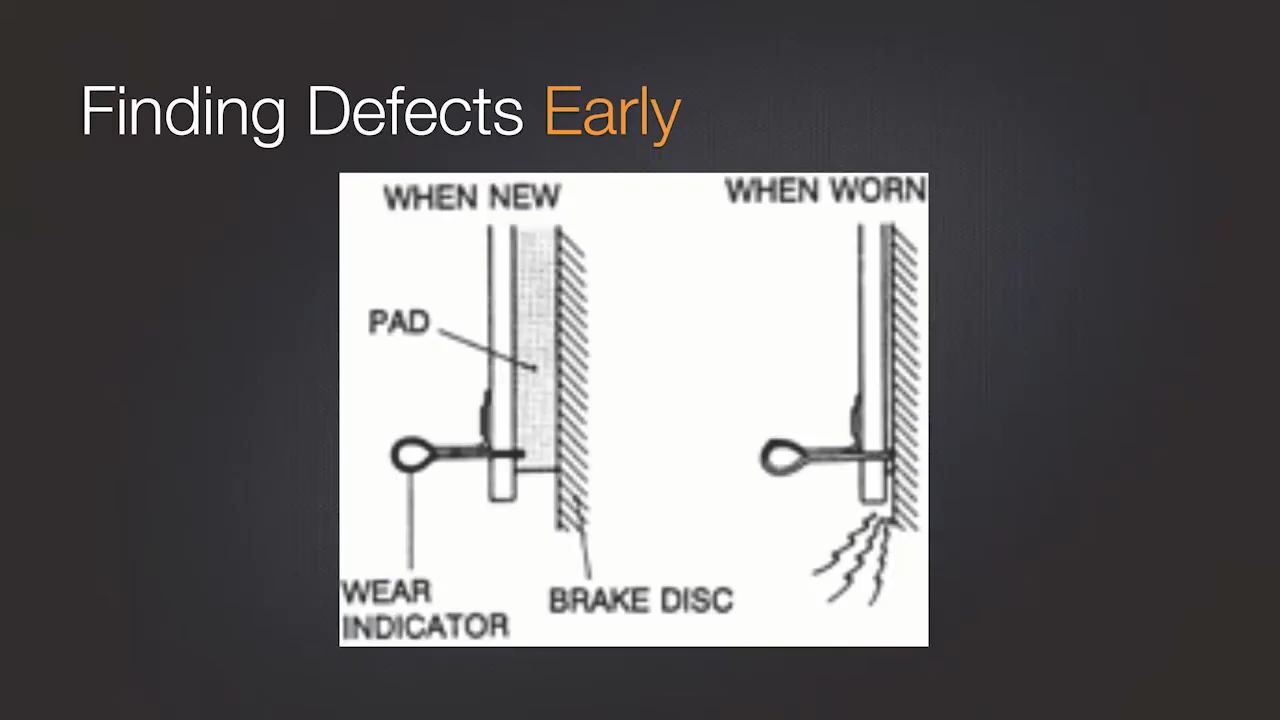 Finding Defects Early
WHEN NEW
WHEN WORN
PAD
WEAR
INDICATOR
BRAKE DISC